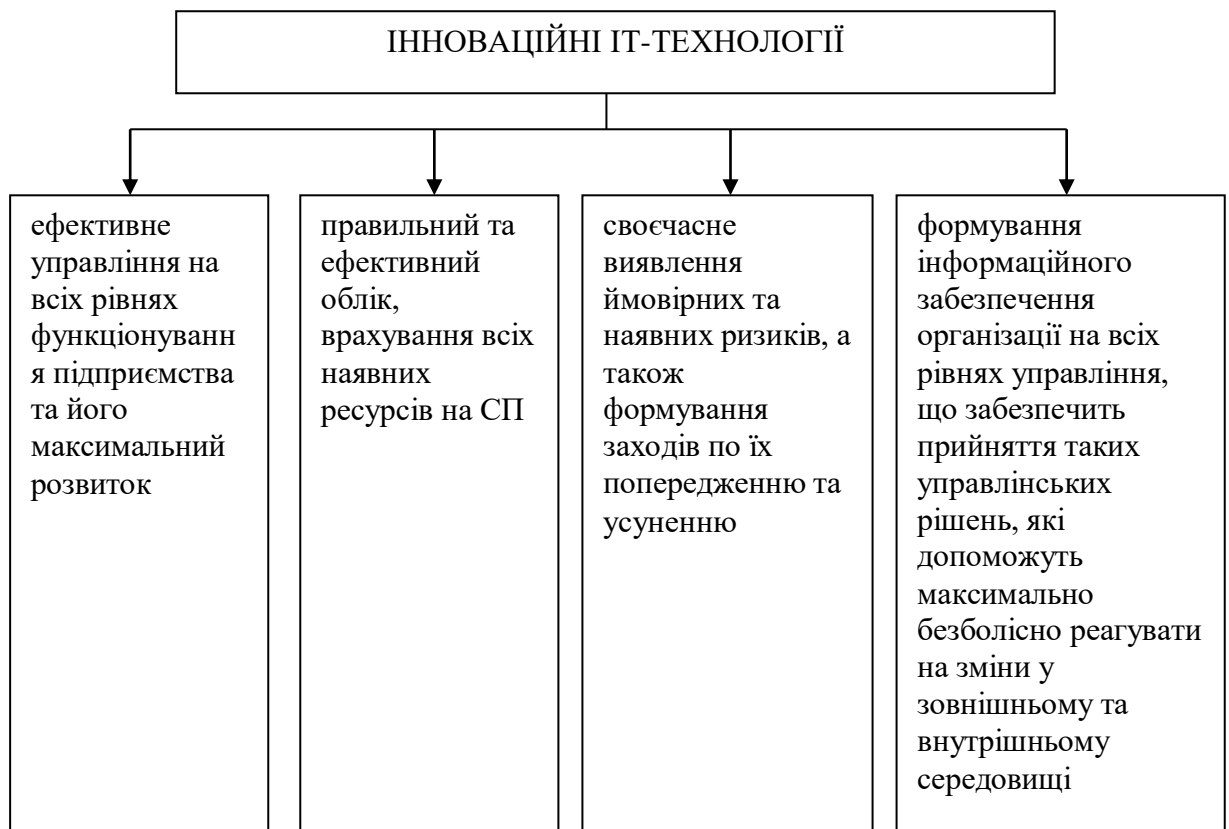 ІННОВАЦІЙНІ ІТ-ТЕХНОЛОГІЇ
ефективне
управління на
всіх рівнях
функціонуванн
я підприємства
та його
максимальний
розвиток
правильний та
ефективний
облік,
врахування всіх
наявних
ресурсів на СП
своєчасне
виявлення
ймовірних та
наявних ризиків, а
також
формування
заходів по їх
попередженню та
усуненню
формування
інформаційного
забезпечення
організації на всіх
рівнях управління,
що забезпечить
прийняття таких
управлінських
рішень, які
допоможуть
максимально
безболісно реагувати
на зміни у
зовнішньому та
внутрішньому
середовищі